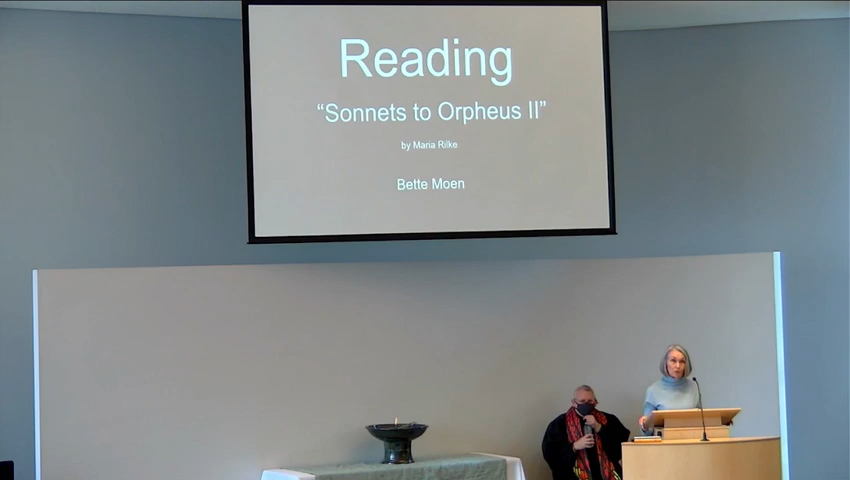 Reading
“Sonnets to Orpheus II”
by Maria Rilke
Bette Moen